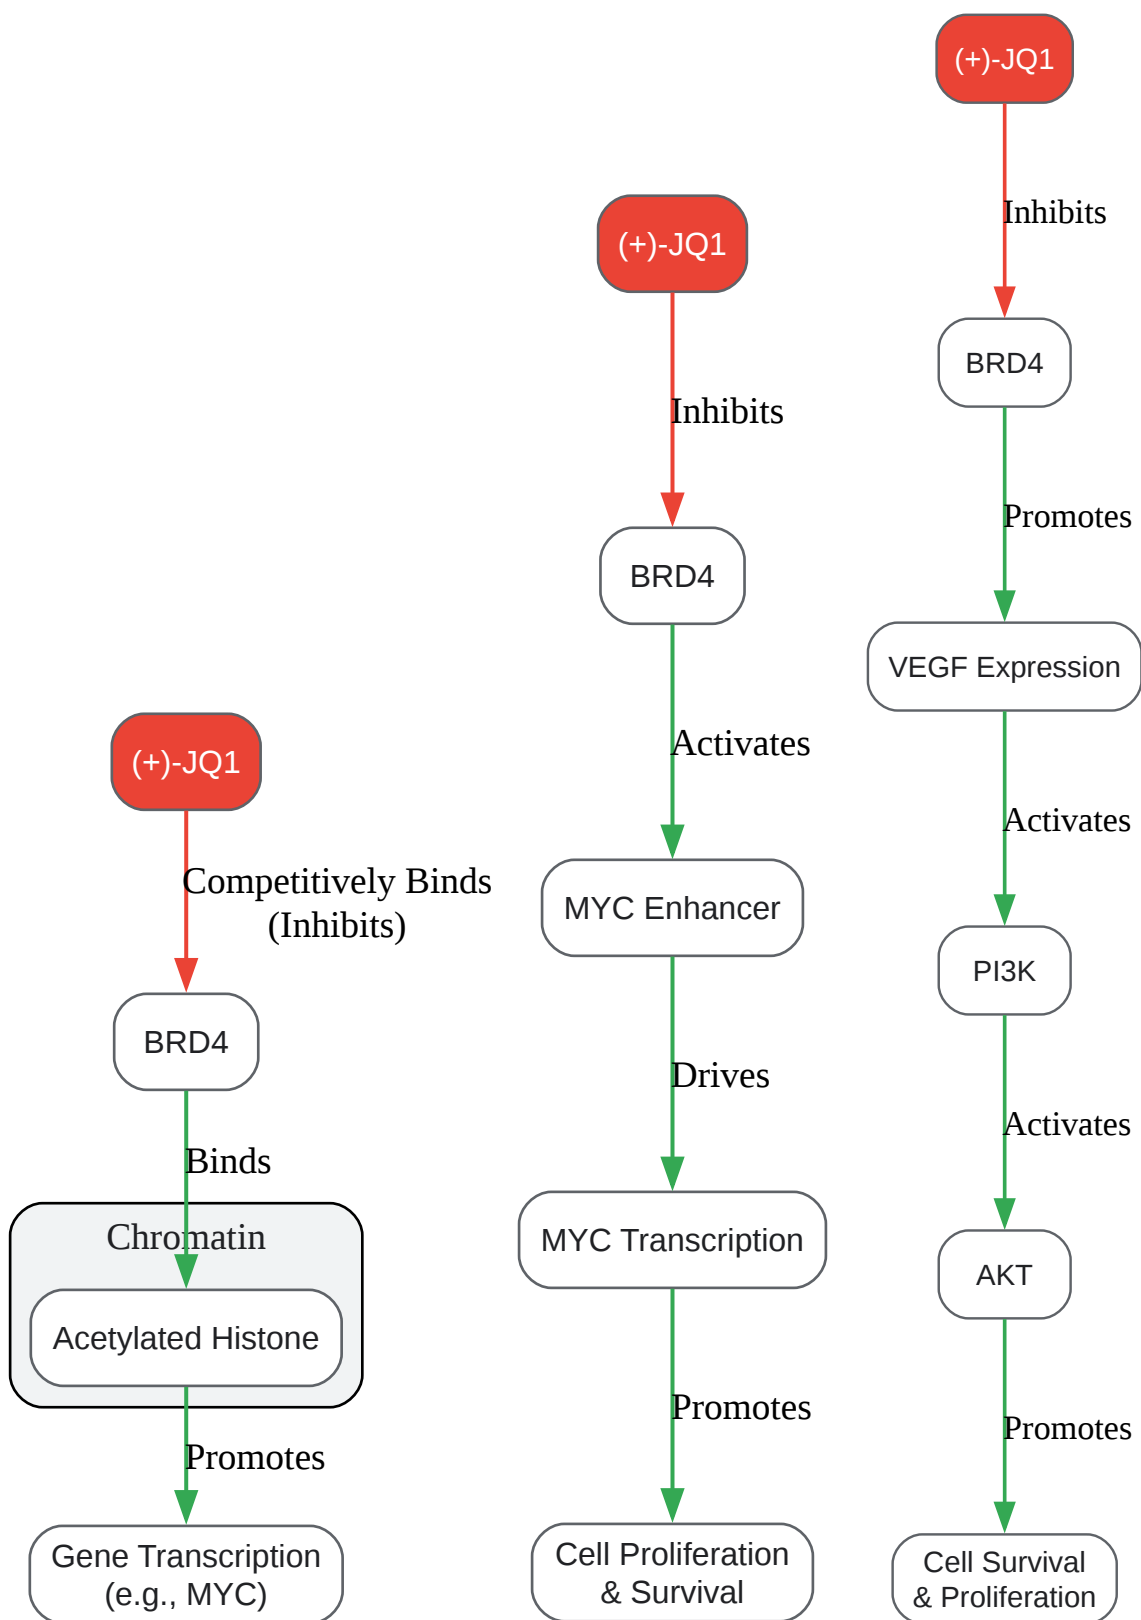 (+)-JQ1
Competitively Binds
(Inhibits)
BRD4
Binds
Chromatin
Acetylated Histone
Promotes
Gene Transcription
(e.g., MYC)
(+)-JQ1
Inhibits
BRD4
Activates
MYC Enhancer
Drives
MYC Transcription
Promotes
Cell Proliferation
& Survival
(+)-JQ1
Inhibits
BRD4
Promotes
VEGF Expression
Activates
PI3K
Activates
AKT
Promotes
Cell Survival
& Proliferation